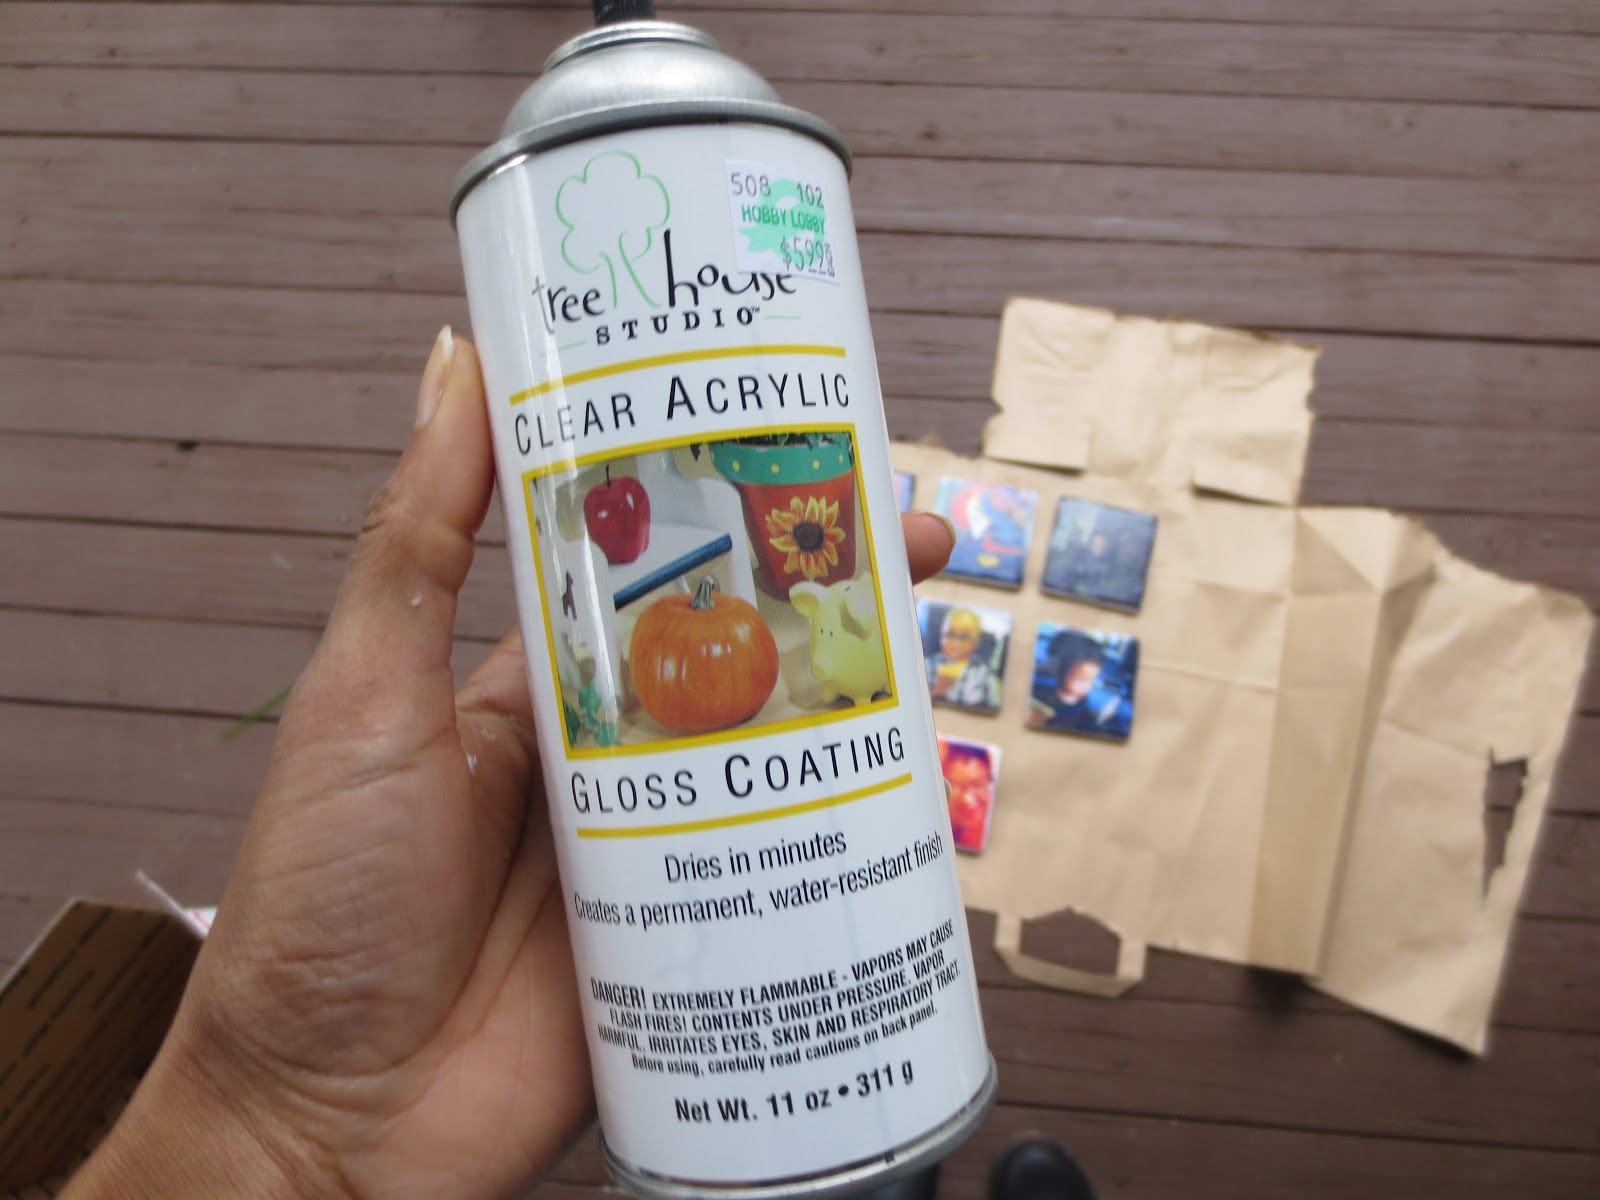 508 102
HOBBY LOBBY
$5.99
tree house
STUDIO™
CLEAR ACRYLIC
GLOSS COATING
Dries in minutes
Creates a permanent, water-resistant finish
DANGER! EXTREMELY FLAMMABLE - VAPORS MAY CAUSE
FLASH FIRES! CONTENTS UNDER PRESSURE. VAPOR
HARMFUL. IRRITATES EYES, SKIN AND RESPIRATORY TRACT.
Before using, carefully read cautions on back panel.
Net Wt. 11 oz • 311 g